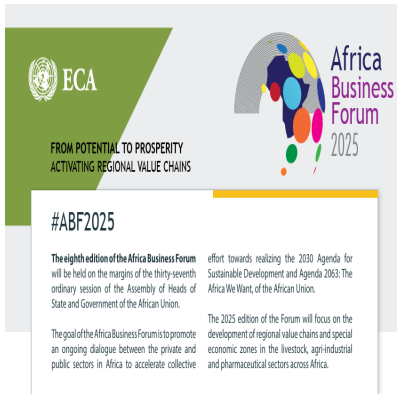 ECA
Africa
Business
Forum
2025
FROM POTENTIAL TO PROSPERITY
ACTIVATING REGIONAL VALUE CHAINS
#ABF2025
The eighth edition of the Africa Business Forum
will be held on the margins of the thirty-seventh
ordinary session of the Assembly of Heads of
State and Government of the African Union.
The goal of the Africa Business Forum is to promote
an ongoing dialogue between the private and
public sectors in Africa to accelerate collective
effort towards realizing the 2030 Agenda for
Sustainable Development and Agenda 2063: The
Africa We Want, of the African Union.
The 2025 edition of the Forum will focus on the
development of regional value chains and special
economic zones in the livestock, agri-industrial
and pharmaceutical sectors across Africa.